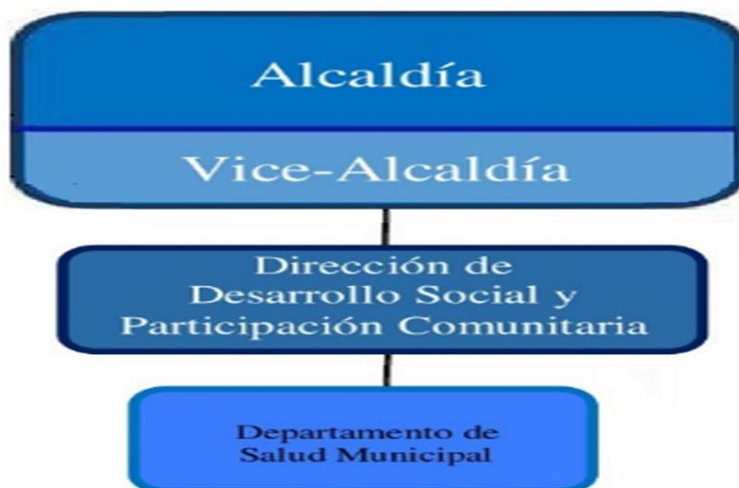 Alcaldía
Vice-Alcaldía
Dirección de
Desarrollo Social y
Participación Comunitaria
Departamento de
Salud Municipal